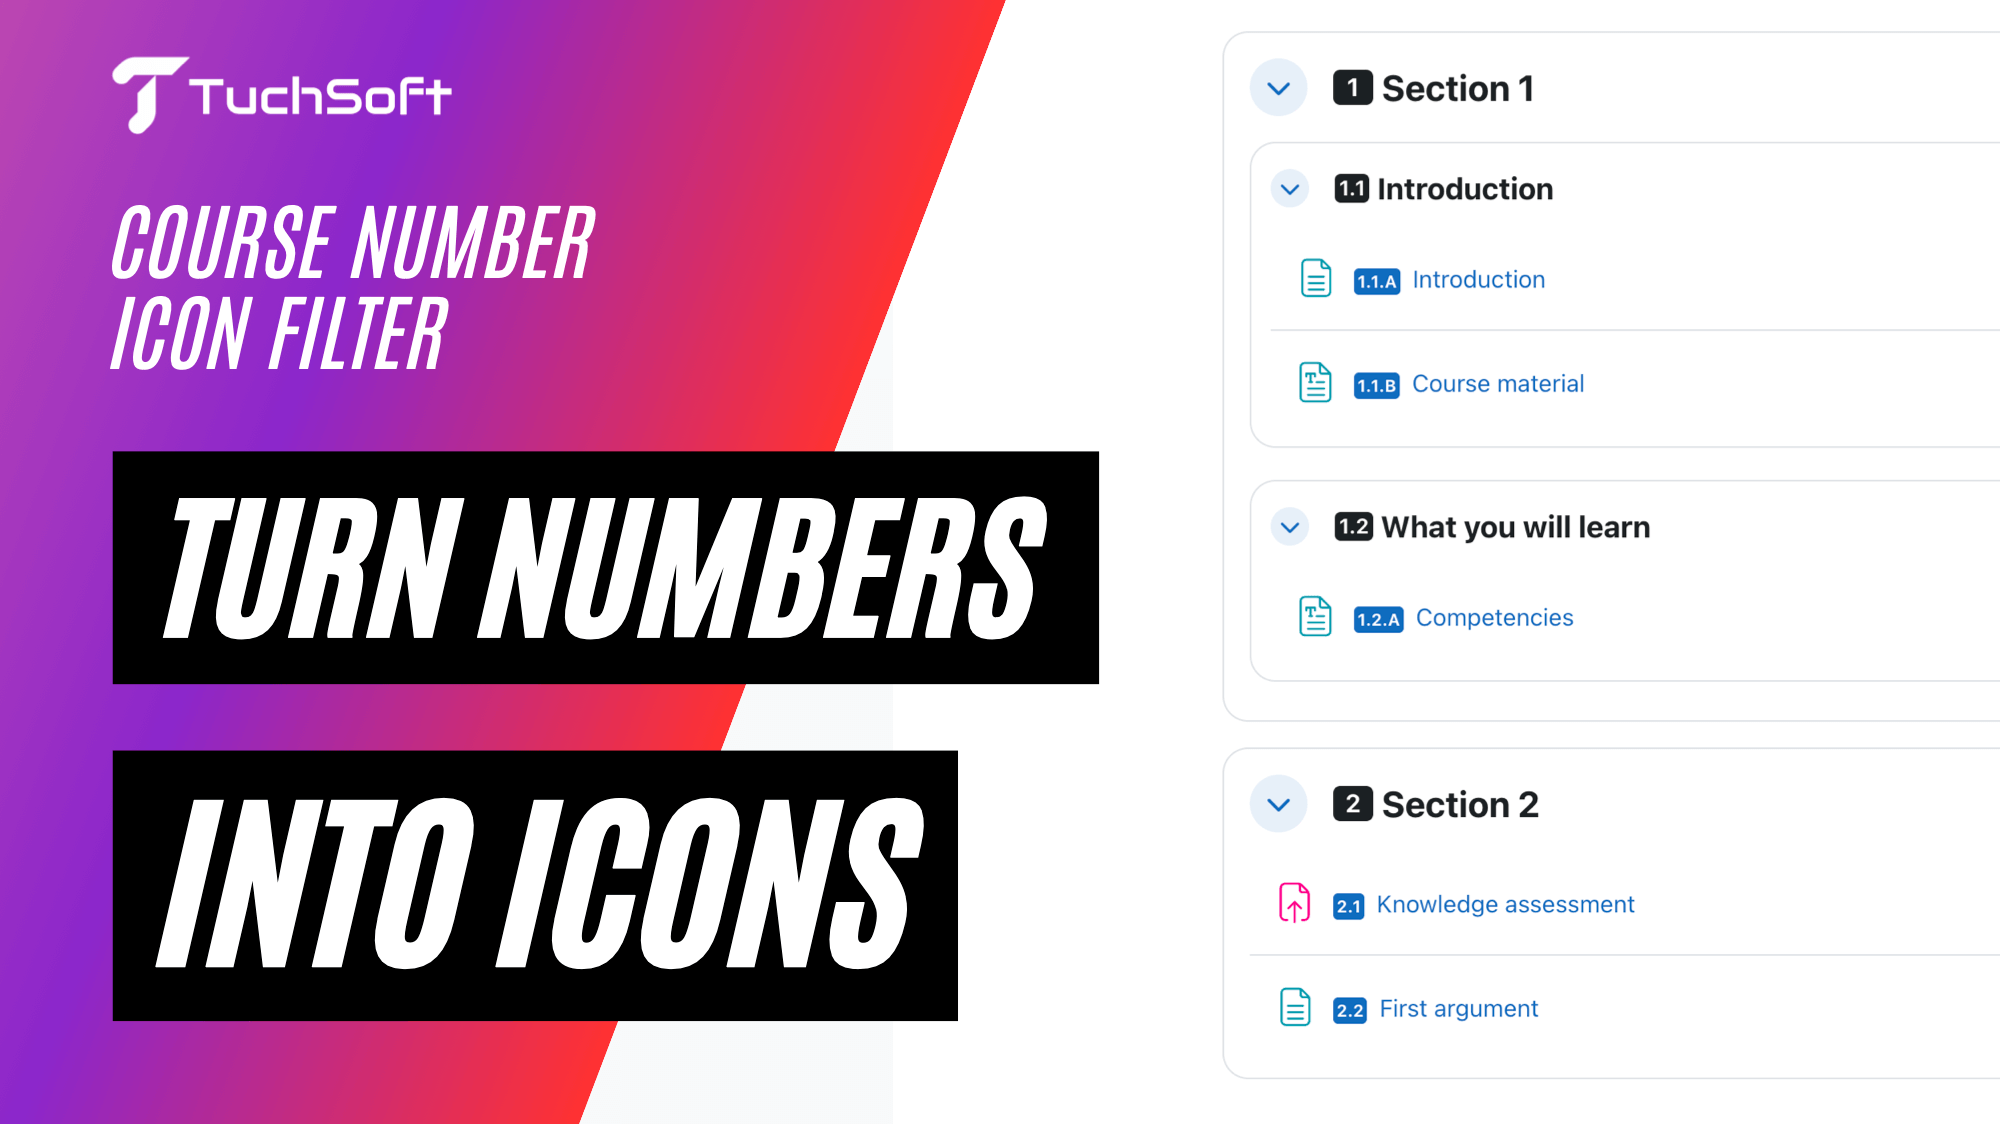 TuchSoft
COURSE NUMBER
ICON FILTER
TURN NUMBERS
INTO ICONS
1 Section 1
1.1 Introduction
1.1.A Introduction
1.1.B Course material
1.2 What you will learn
1.2.A Competencies
2 Section 2
2.1 Knowledge assessment
2.2 First argument